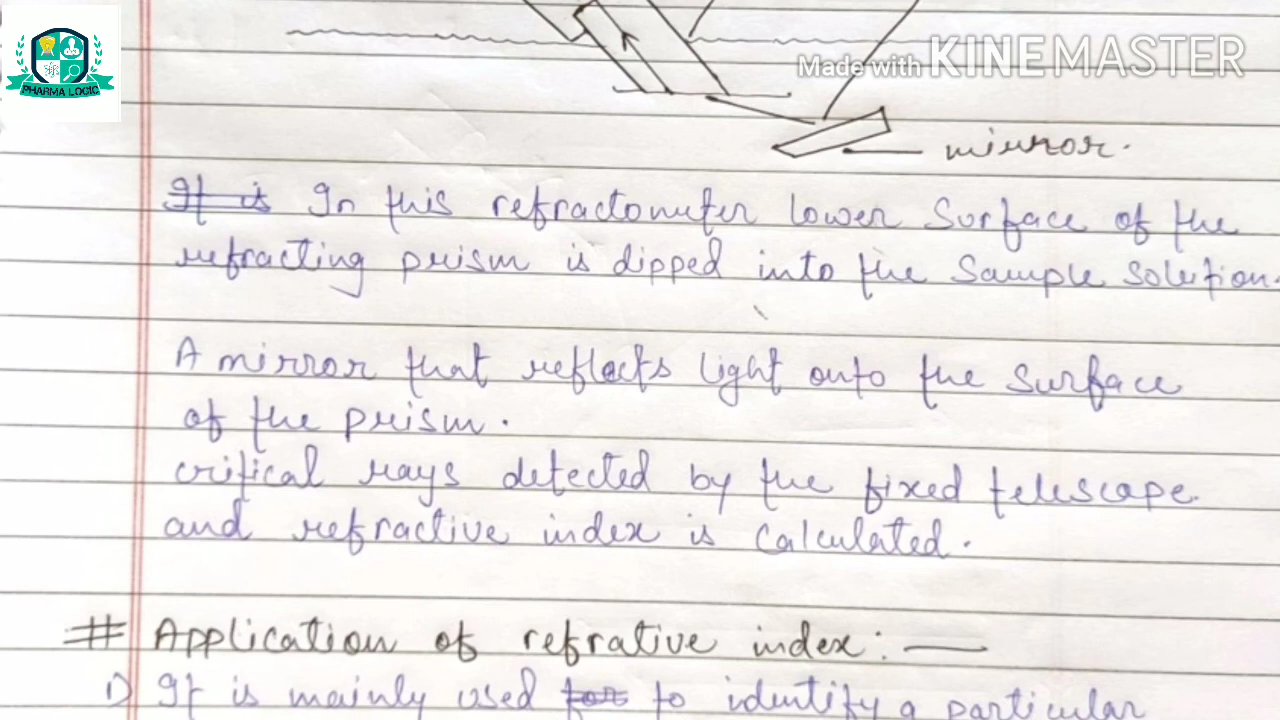 PHARMA LOGIC
Made with KINEMASTER
mirror.
It is In this refractometer lower surface of the
refracting prism is dipped into the sample solution.
A mirror that reflects light onto the surface
of the prism.
critical rays detected by the fixed telescope
and refractive index is calculated.
# Application of refrative index: —
1) It is mainly used for to identify a particular